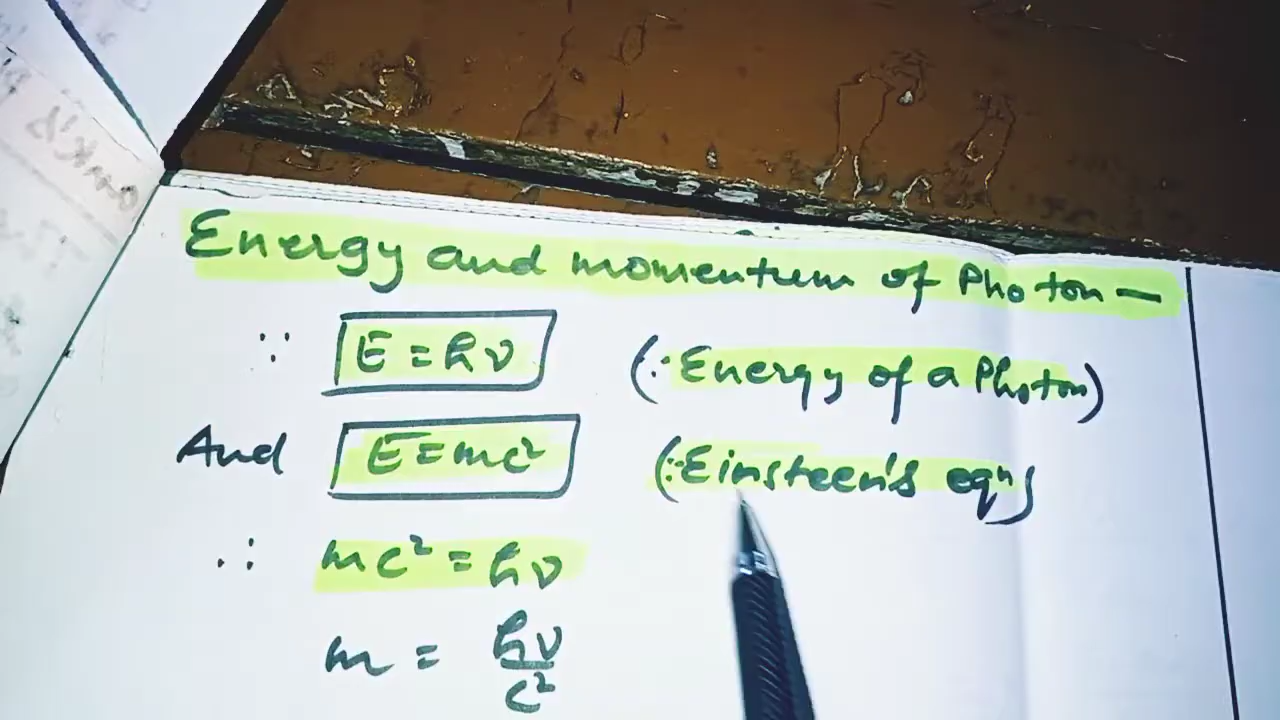 Energy and momentum of Photon —
∵ E = hν (∵ Energy of a Photon)
And E = mc² (∵ Einsteen's eqⁿ)
∴ mc² = hν
m = hν/c²